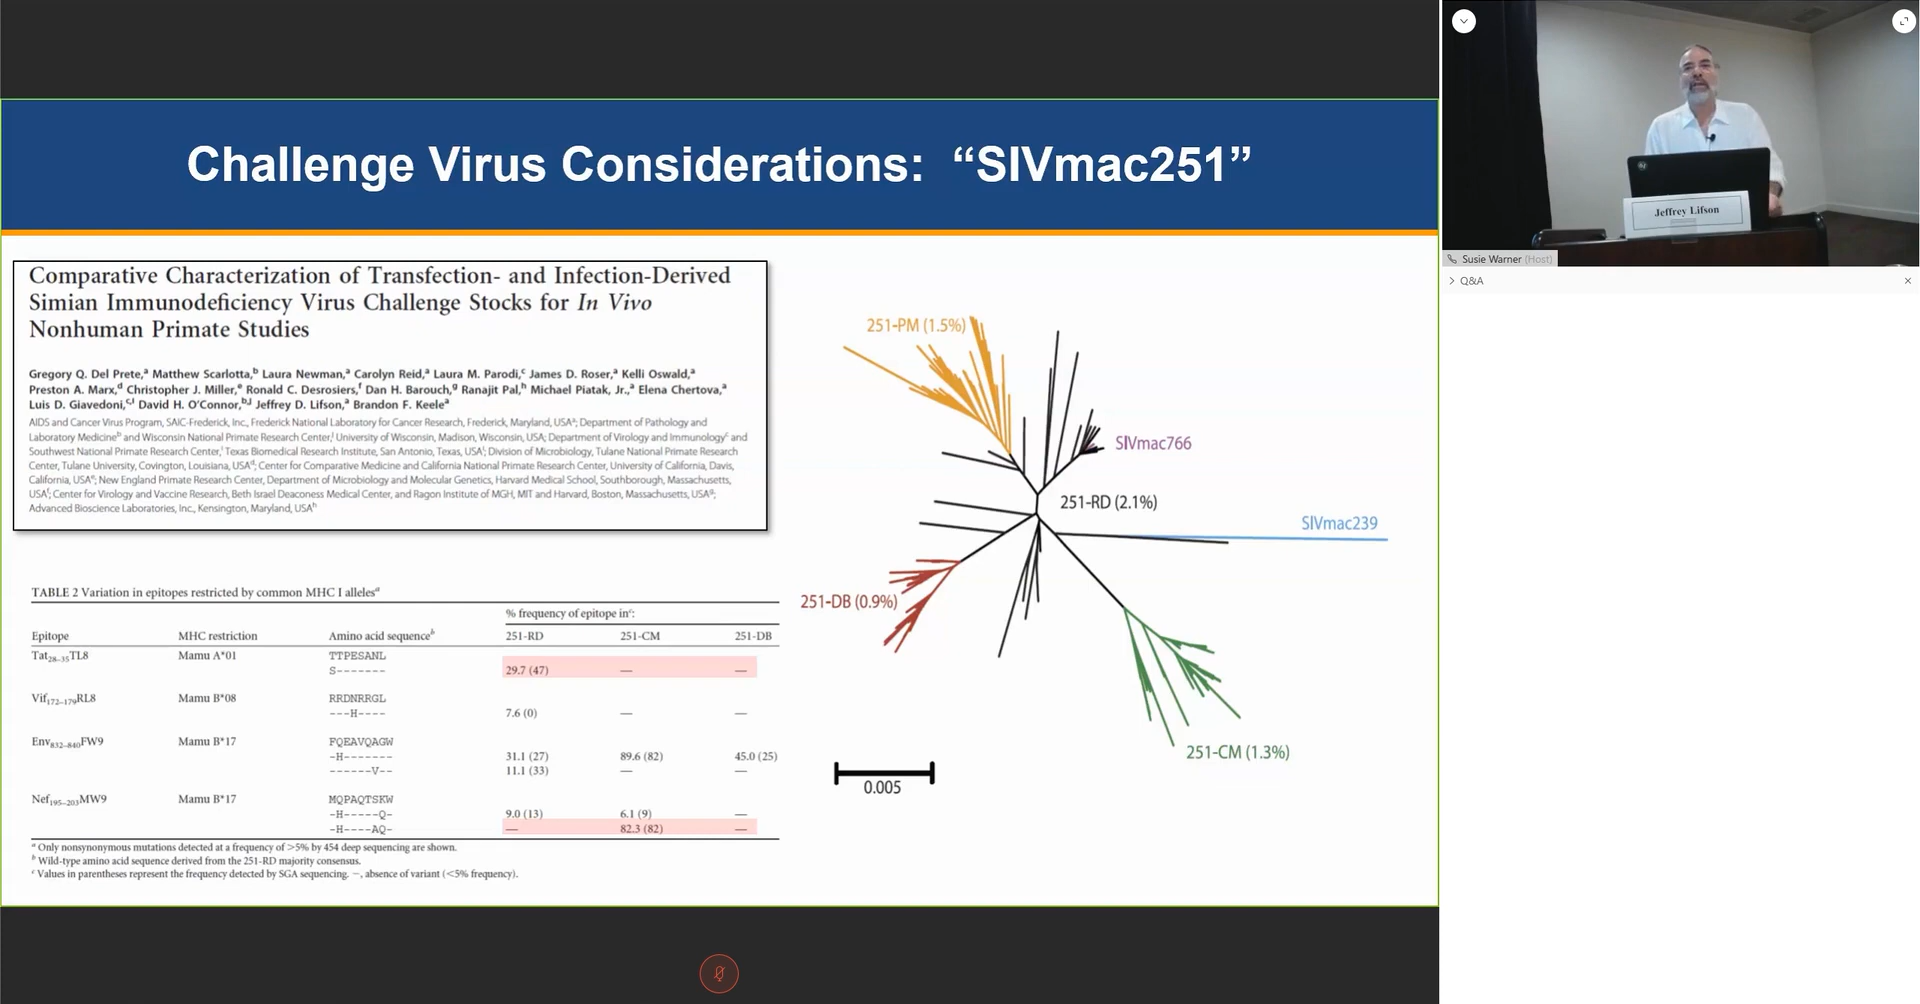 Challenge Virus Considerations: “SIVmac251”
Comparative Characterization of Transfection- and Infection-Derived
Simian Immunodeficiency Virus Challenge Stocks for In Vivo
Nonhuman Primate Studies
Gregory Q. Del Prete,a Matthew Scarlotta,b Laura Newman,a Carolyn Reid,a Laura M. Parodi,c James D. Roser,a Kelli Oswald,a
Preston A. Marx,d Christopher J. Miller,e Ronald C. Desrosiers,f Dan H. Barouch,g Ranajit Pal,h Michael Piatak, Jr.,a Elena Chertova,a
Luis D. Giavedoni,c,i David H. O’Connor,b,j Jeffrey D. Lifson,a Brandon F. Keelea
AIDS and Cancer Virus Program, SAIC-Frederick, Inc., Frederick National Laboratory for Cancer Research, Frederick, Maryland, USAa; Department of Pathology and
Laboratory Medicineb and Wisconsin National Primate Research Center,j University of Wisconsin, Madison, Wisconsin, USA; Department of Virology and Immunologyc and
Southwest National Primate Research Center,i Texas Biomedical Research Institute, San Antonio, Texas, USA; Division of Microbiology, Tulane National Primate Research
Center, Tulane University, Covington, Louisiana, USAd; Center for Comparative Medicine and California National Primate Research Center, University of California, Davis,
California, USAe; New England Primate Research Center, Department of Microbiology and Molecular Genetics, Harvard Medical School, Southborough, Massachusetts,
USAf; Center for Virology and Vaccine Research, Beth Israel Deaconess Medical Center, and Ragon Institute of MGH, MIT and Harvard, Boston, Massachusetts, USAg;
Advanced Bioscience Laboratories, Inc., Kensington, Maryland, USAh
TABLE 2 Variation in epitopes restricted by common MHC I allelesa
% frequency of epitope inc:
Epitope MHC restriction Amino acid sequenceb 251-RD 251-CM 251-DB
Tat28–35TL8 Mamu A*01 TTPESANL
S------- 29.7 (47) — —
Vif172–179RL8 Mamu B*08 RRDNRRGL
---H---- 7.6 (0) — —
Env832–840FW9 Mamu B*17 FQEAVQAGW
-H------- 31.1 (27) 89.6 (82) 45.0 (25)
------V-- 11.1 (33) — —
Nef195–203MW9 Mamu B*17 MQPAQTSKW
-H-----Q- 9.0 (13) 6.1 (9) —
-H----AQ- — 82.3 (82) —
a Only nonsynonymous mutations detected at a frequency of >5% by 454 deep sequencing are shown.
b Wild-type amino acid sequence derived from the 251-RD majority consensus.
c Values in parentheses represent the frequency detected by SGA sequencing. —, absence of variant (<5% frequency).
251-PM (1.5%)
SIVmac766
251-RD (2.1%)
SIVmac239
251-DB (0.9%)
251-CM (1.3%)
0.005
Jeffrey Lifson
Susie Warner (Host)
Q&A